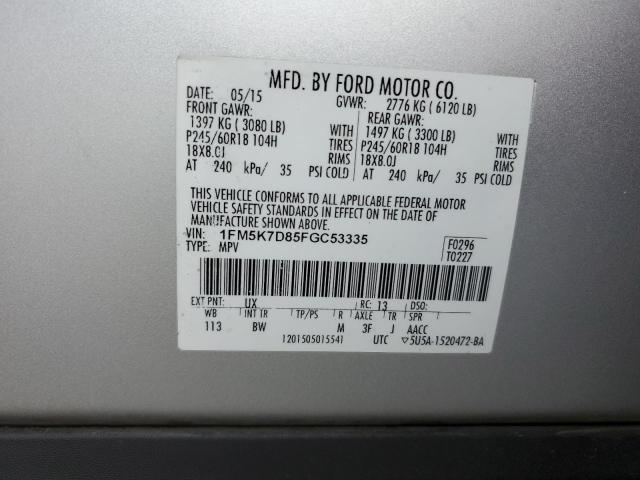 MFD. BY FORD MOTOR CO.
DATE: 05/15 GVWR: 2776 KG ( 6120 LB)
FRONT GAWR: REAR GAWR:
1397 KG ( 3080 LB) WITH 1497 KG ( 3300 LB) WITH
P245/60R18 104H TIRES P245/60R18 104H TIRES
18X8.0J RIMS 18X8.0J RIMS
AT 240 kPa/ 35 PSI COLD AT 240 kPa/ 35 PSI COLD
THIS VEHICLE CONFORMS TO ALL APPLICABLE FEDERAL MOTOR
VEHICLE SAFETY STANDARDS IN EFFECT ON THE DATE OF
MANUFACTURE SHOWN ABOVE.
VIN: 1FM5K7D85FGC53335 F0296
TYPE: MPV T0227
EXT PNT: UX RC: 13 DSO:
WB INT TR TP/PS R AXLE TR SPR
113 BW M 3F J AACC
1201505015541 UTC ▽5U5A-1520472-BA